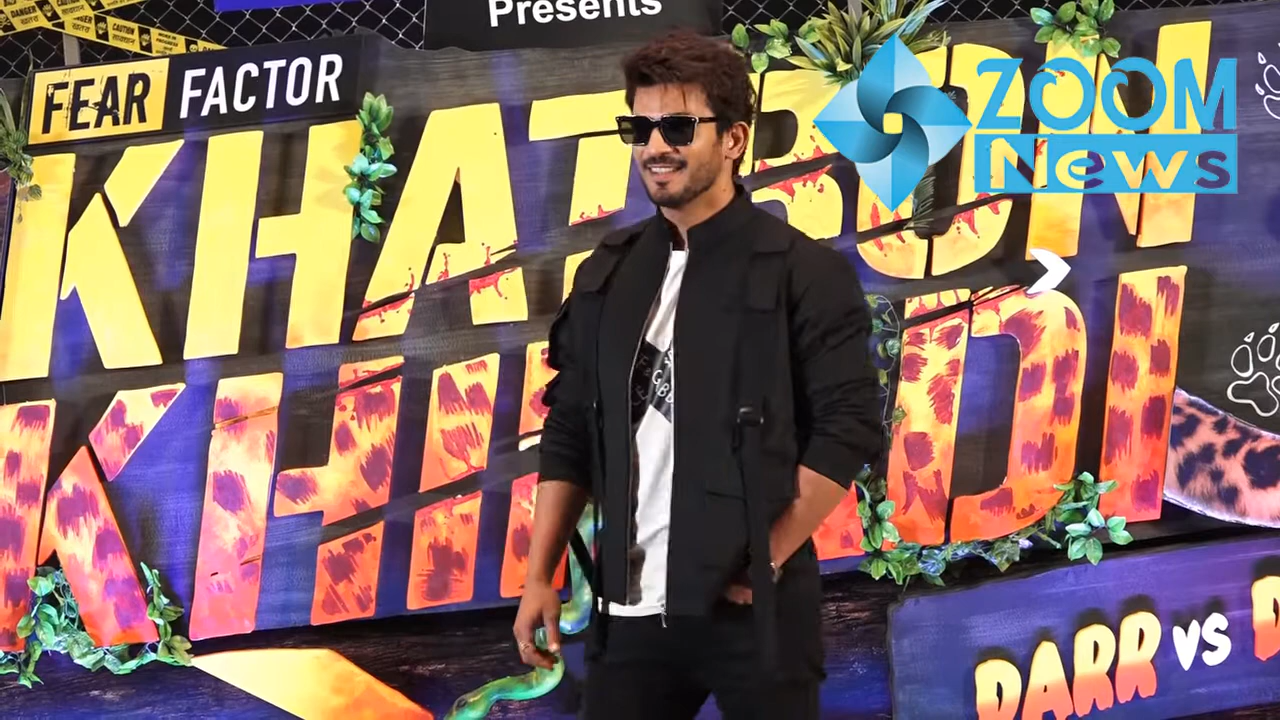 Presents
FEAR FACTOR
ZOOM
News
KHATRON
KHILADI
DARR vs D